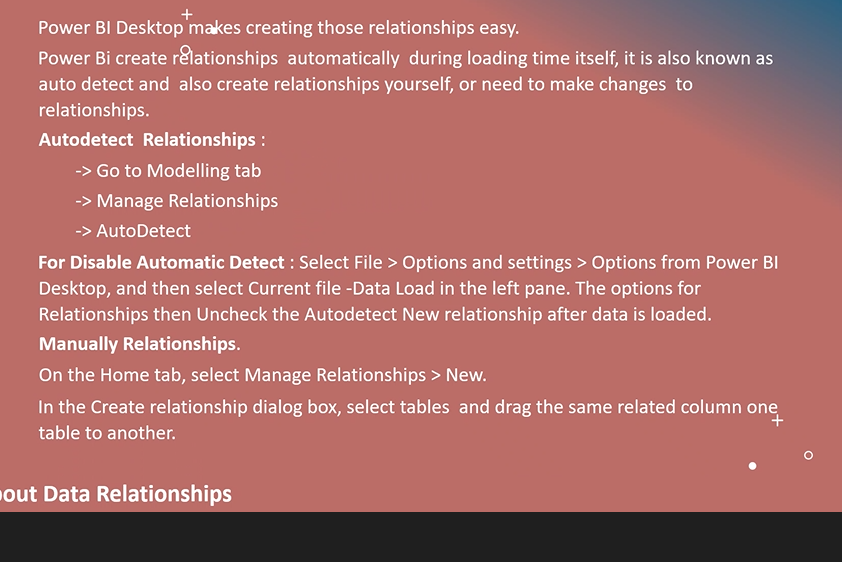 Power BI Desktop makes creating those relationships easy.
Power Bi create relationships automatically during loading time itself, it is also known as
auto detect and also create relationships yourself, or need to make changes to
relationships.
Autodetect Relationships :
-> Go to Modelling tab
-> Manage Relationships
-> AutoDetect
For Disable Automatic Detect : Select File > Options and settings > Options from Power BI
Desktop, and then select Current file -Data Load in the left pane. The options for
Relationships then Uncheck the Autodetect New relationship after data is loaded.
Manually Relationships.
On the Home tab, select Manage Relationships > New.
In the Create relationship dialog box, select tables and drag the same related column one
table to another.
Data Relationships